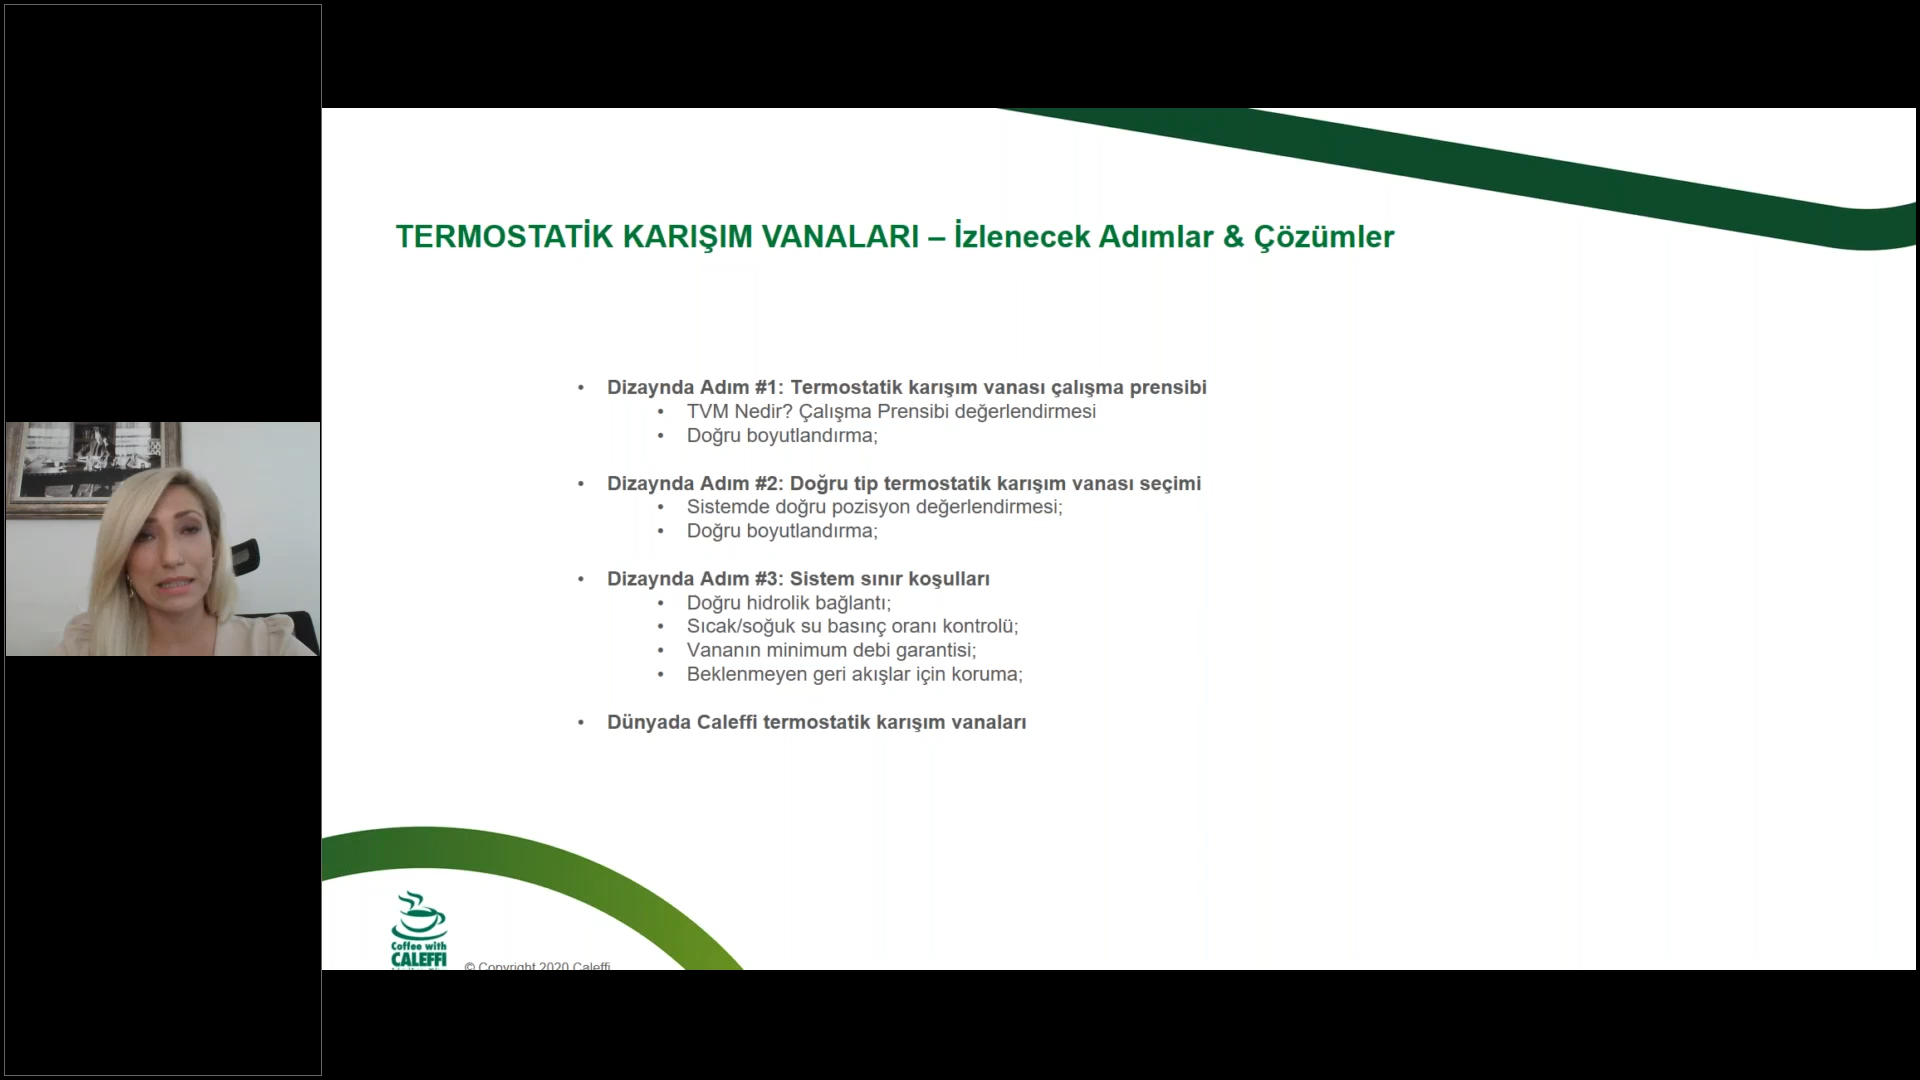 TERMOSTATİK KARIŞIM VANALARI – İzlenecek Adımlar & Çözümler
• Dizaynda Adım #1: Termostatik karışım vanası çalışma prensibi
• TVM Nedir? Çalışma Prensibi değerlendirmesi
• Doğru boyutlandırma;
• Dizaynda Adım #2: Doğru tip termostatik karışım vanası seçimi
• Sistemde doğru pozisyon değerlendirmesi;
• Doğru boyutlandırma;
• Dizaynda Adım #3: Sistem sınır koşulları
• Doğru hidrolik bağlantı;
• Sıcak/soğuk su basınç oranı kontrolü;
• Vananın minimum debi garantisi;
• Beklenmeyen geri akışlar için koruma;
• Dünyada Caleffi termostatik karışım vanaları
Coffee with
CALEFFI
© Copyright 2020 Caleffi